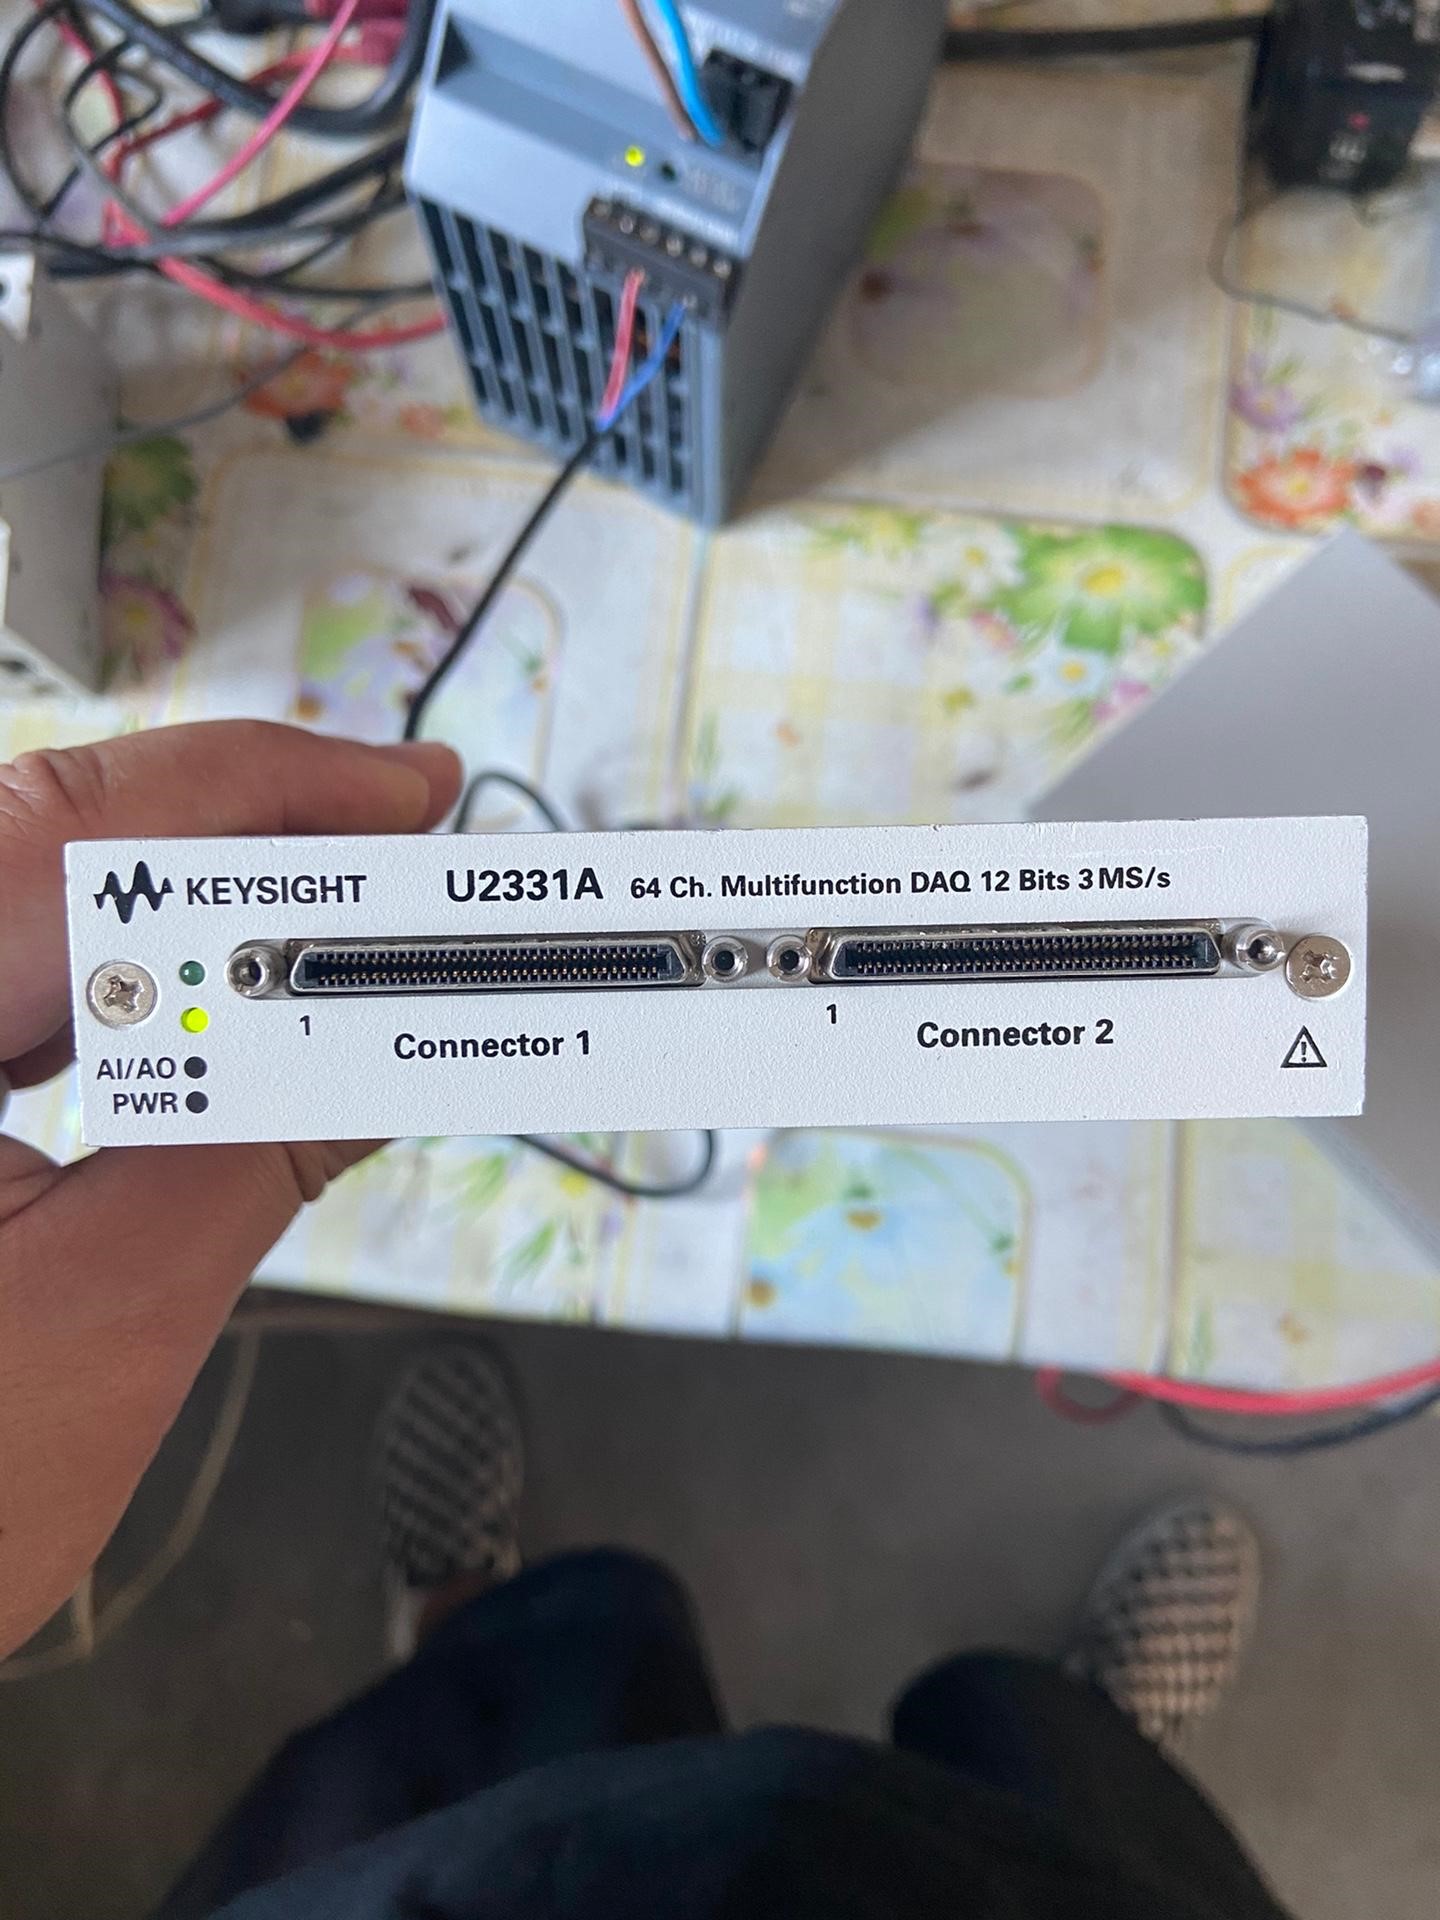 KEYSIGHT U2331A 64 Ch. Multifunction DAQ 12 Bits 3 MS/s
1 1
Connector 1 Connector 2
AI/AO
PWR